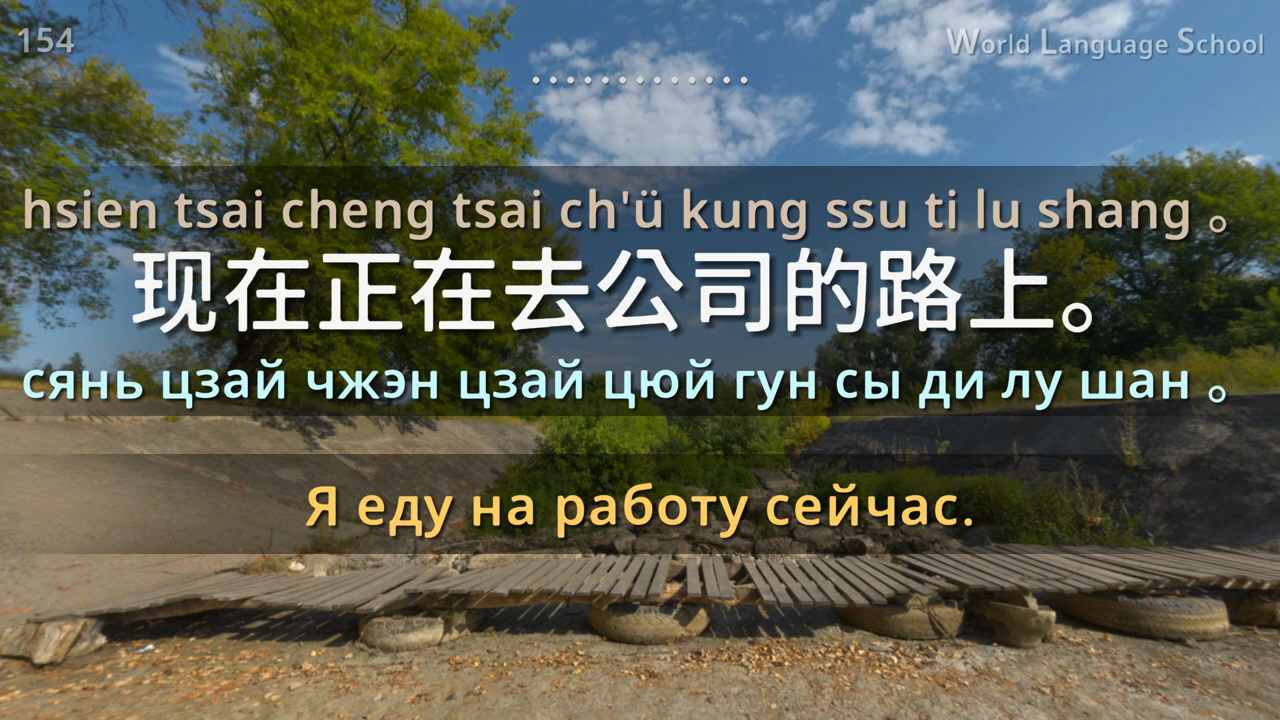 154
World Language School
hsien tsai cheng tsai ch'ü kung ssu ti lu shang 。
现在正在去公司的路上。
сянь цзай чжэн цзай цюй гун сы ди лу шан 。
Я еду на работу сейчас.